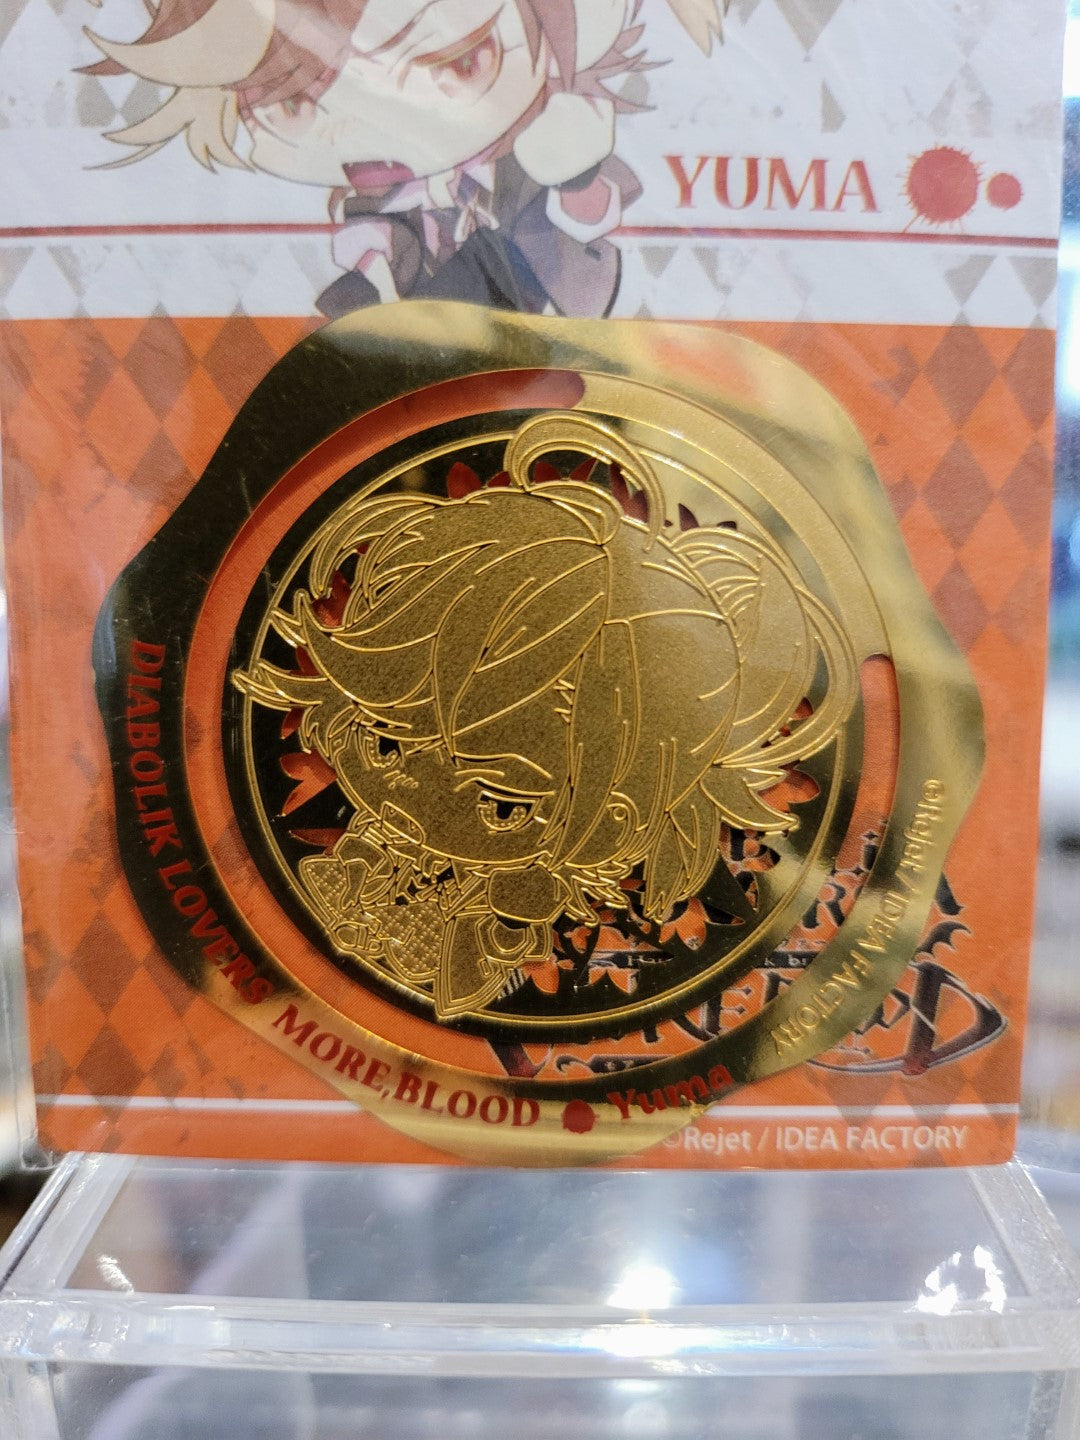 YUMA
DIABOLIK LOVERS MORE,BLOOD Yuma
©Rejet / IDEA FACTORY
©Rejet / IDEA FACTORY